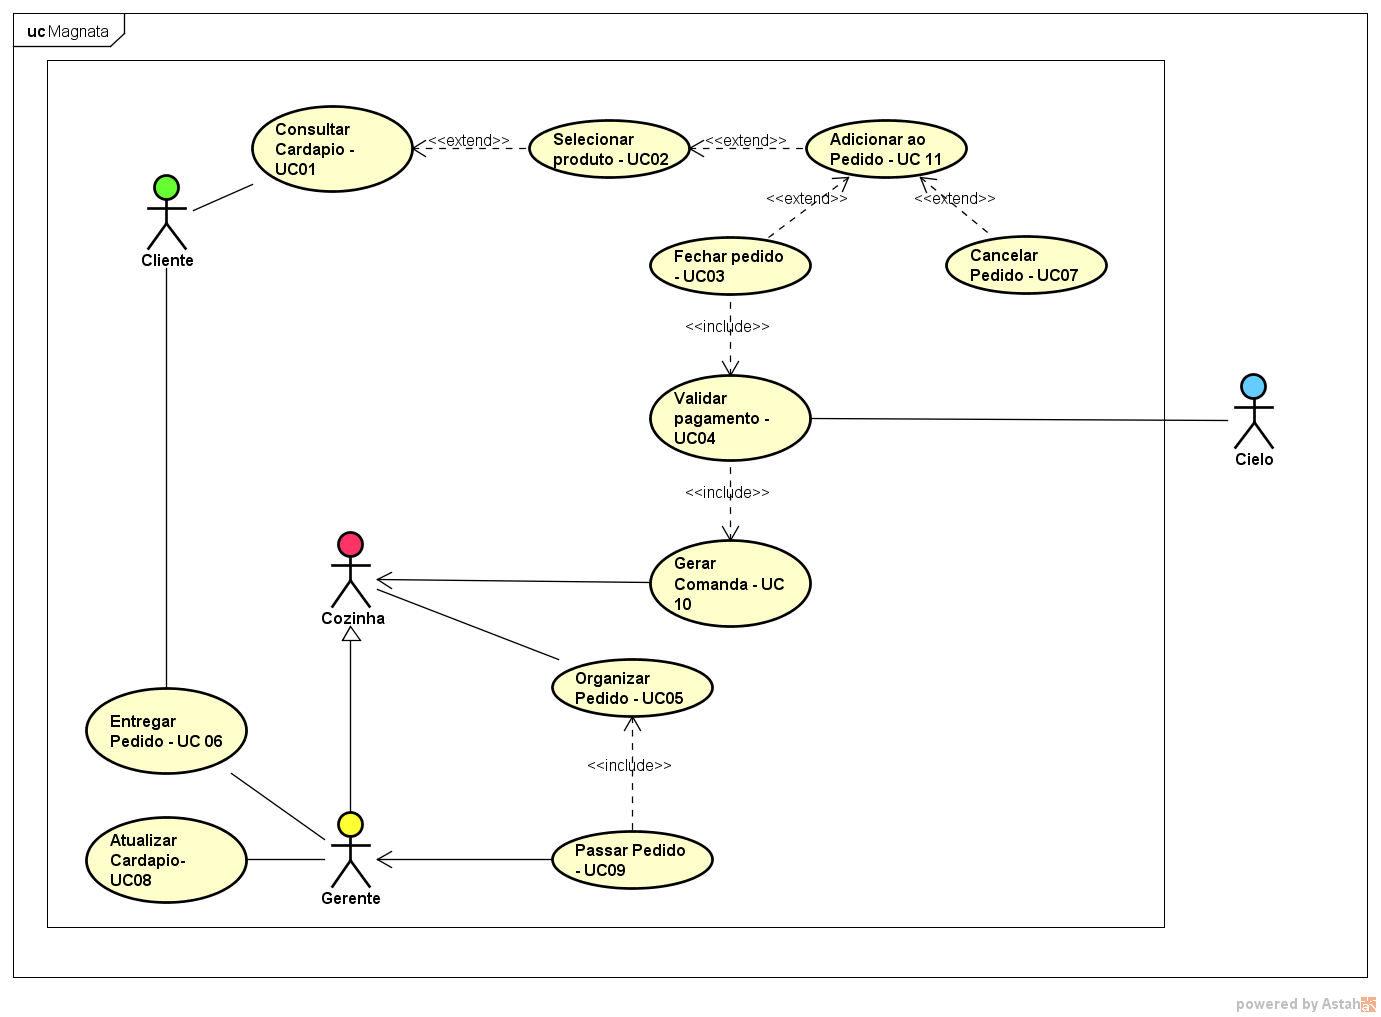 uc Magnata
Consultar
Cardapio -
UC01
<<extend>>
Selecionar
produto - UC02
<<extend>>
Adicionar ao
Pedido - UC 11
<<extend>>
<<extend>>
Cliente
Fechar pedido
- UC03
Cancelar
Pedido - UC07
<<include>>
Validar
pagamento -
UC04
Cielo
<<include>>
Gerar
Comanda - UC
10
Cozinha
Organizar
Pedido - UC05
Entregar
Pedido - UC 06
<<include>>
Atualizar
Cardapio-
UC08
Passar Pedido
- UC09
Gerente
powered by Astah